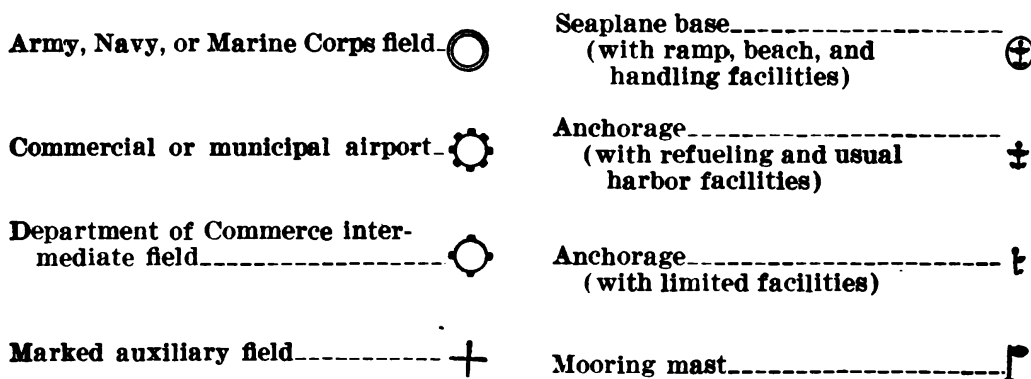 Army, Navy, or Marine Corps field
Commercial or municipal airport
Department of Commerce inter-
mediate field
Marked auxiliary field
Seaplane base
(with ramp, beach, and
handling facilities)
Anchorage
(with refueling and usual
harbor facilities)
Anchorage
(with limited facilities)
Mooring mast